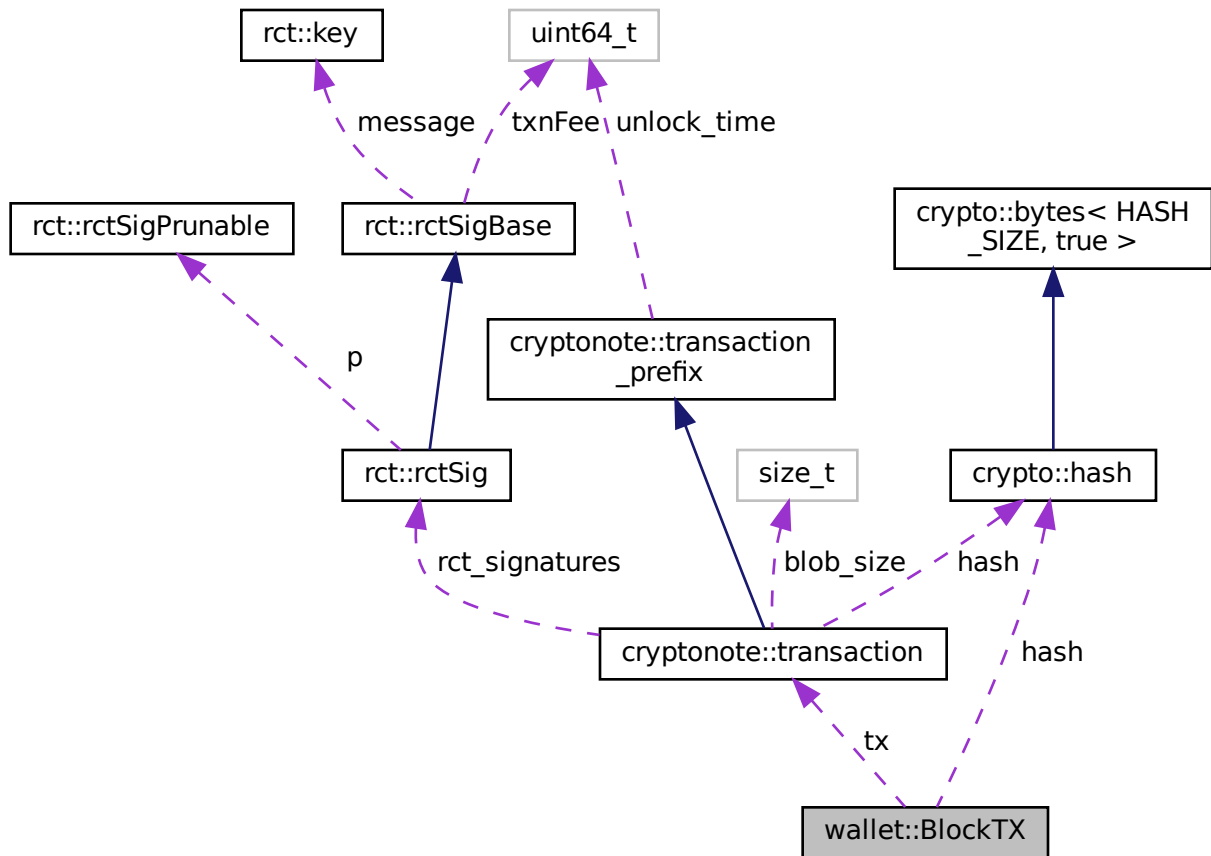 rct::key
uint64_t
message
txnFee
unlock_time
rct::rctSigPrunable
rct::rctSigBase
crypto::bytes< HASH
_SIZE, true >
cryptonote::transaction
_prefix
p
rct::rctSig
size_t
crypto::hash
rct_signatures
blob_size
hash
cryptonote::transaction
hash
tx
wallet::BlockTX